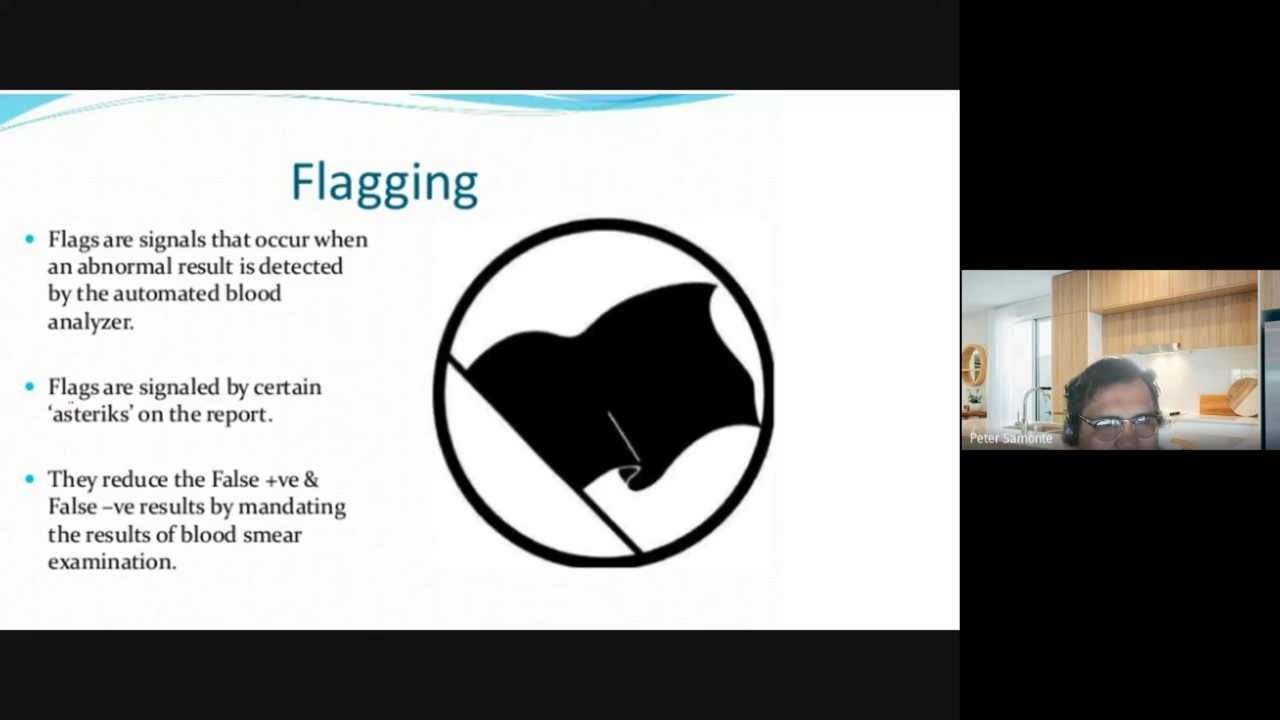 Flagging
Flags are signals that occur when
an abnormal result is detected
by the automated blood
analyzer.
Flags are signaled by certain
‘asteriks’ on the report.
They reduce the False +ve &
False –ve results by mandating
the results of blood smear
examination.
Peter Samonte